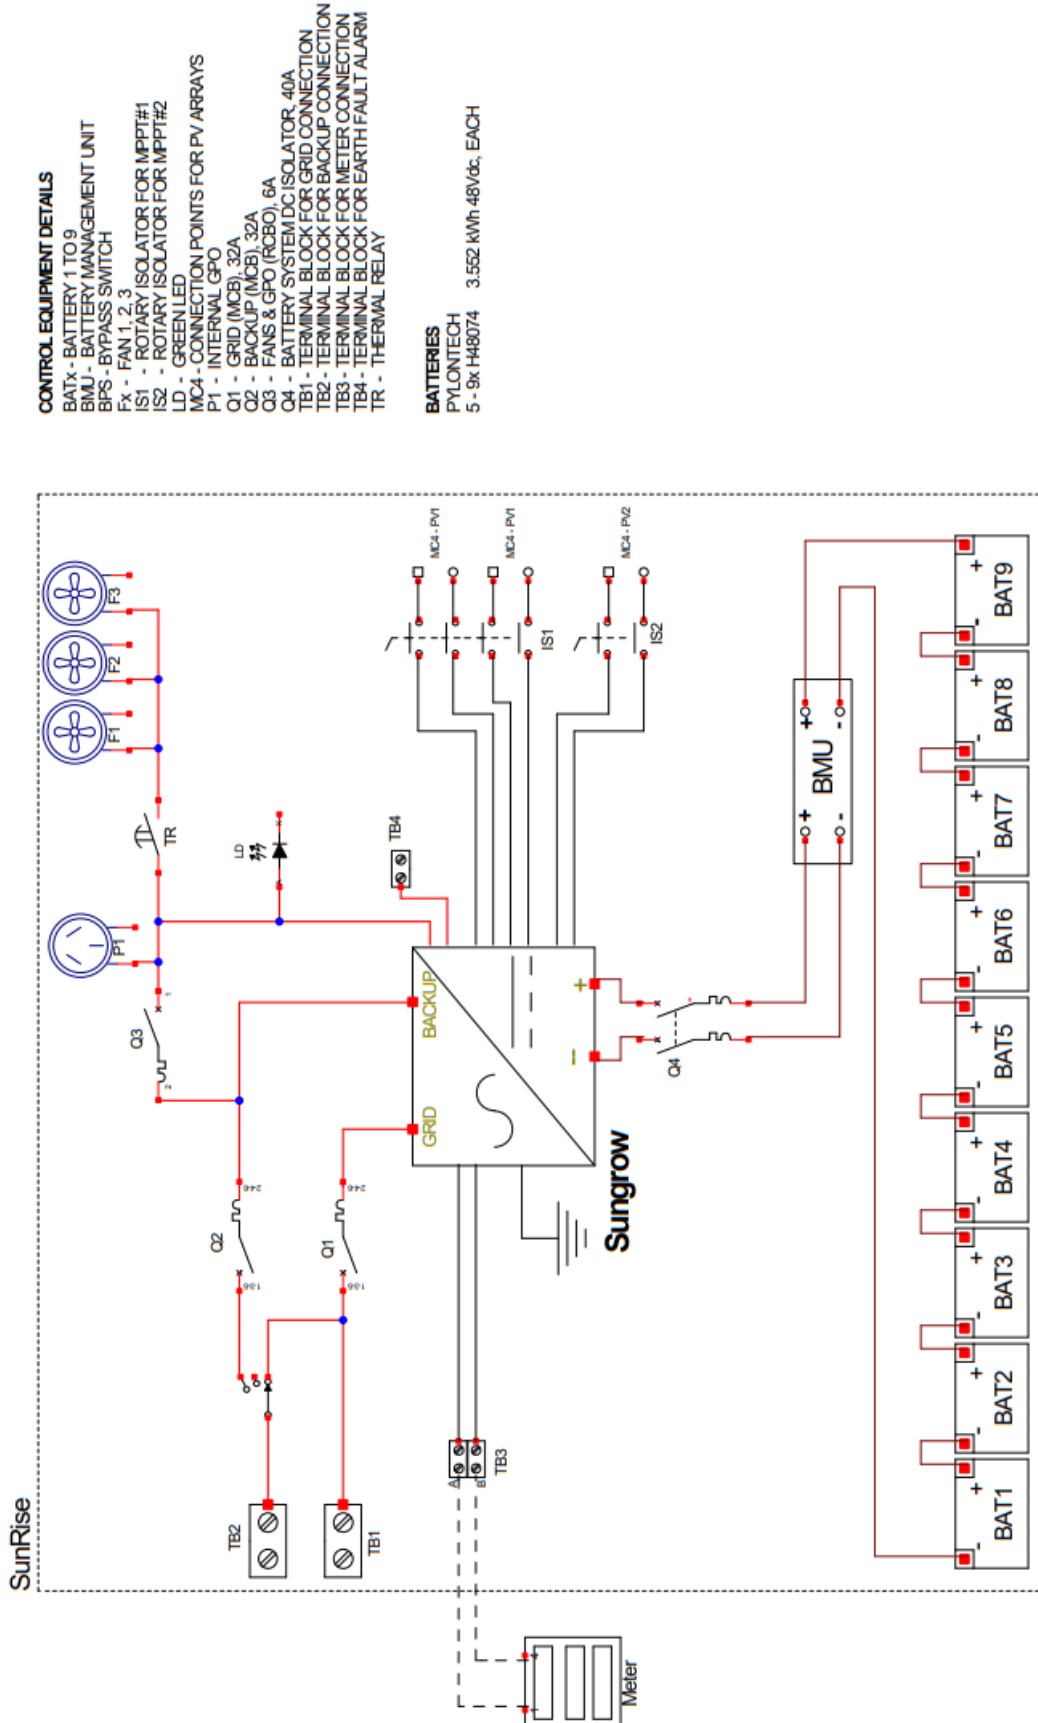 SunRise
CONTROL EQUIPMENT DETAILS
BATx - BATTERY 1 TO 9
BMU - BATTERY MANAGEMENT UNIT
BPS - BYPASS SWITCH
Fx - FAN 1, 2, 3
IS1 - ROTARY ISOLATOR FOR MPPT#1
IS2 - ROTARY ISOLATOR FOR MPPT#2
LD - GREEN LED
MC4 - CONNECTION POINTS FOR PV ARRAYS
P1 - INTERNAL GPO
Q1 - GRID (MCB), 32A
Q2 - BACKUP (MCB), 32A
Q3 - FANS & GPO (RCBO), 6A
Q4 - BATTERY SYSTEM DC ISOLATOR, 40A
TB1 - TERMINAL BLOCK FOR GRID CONNECTION
TB2 - TERMINAL BLOCK FOR BACKUP CONNECTION
TB3 - TERMINAL BLOCK FOR METER CONNECTION
TB4 - TERMINAL BLOCK FOR EARTH FAULT ALARM
TR - THERMAL RELAY
BATTERIES
PYLONTECH
5 - 9x H48074 3.552 kWh 48Vdc, EACH
F1
F2
F3
P1
TR
Q3
1
2
LD
TB4
Q2
Q1
TB2
TB1
BACKUP
GRID
+
--
Sungrow
MC4 - PV1
MC4 - PV1
MC4 - PV2
IS1
IS2
Q4
A
B
TB3
Meter
BMU
+
-
+
-
BAT1
- +
BAT2
- +
BAT3
- +
BAT4
- +
BAT5
- +
BAT6
- +
BAT7
- +
BAT8
- +
BAT9
- +